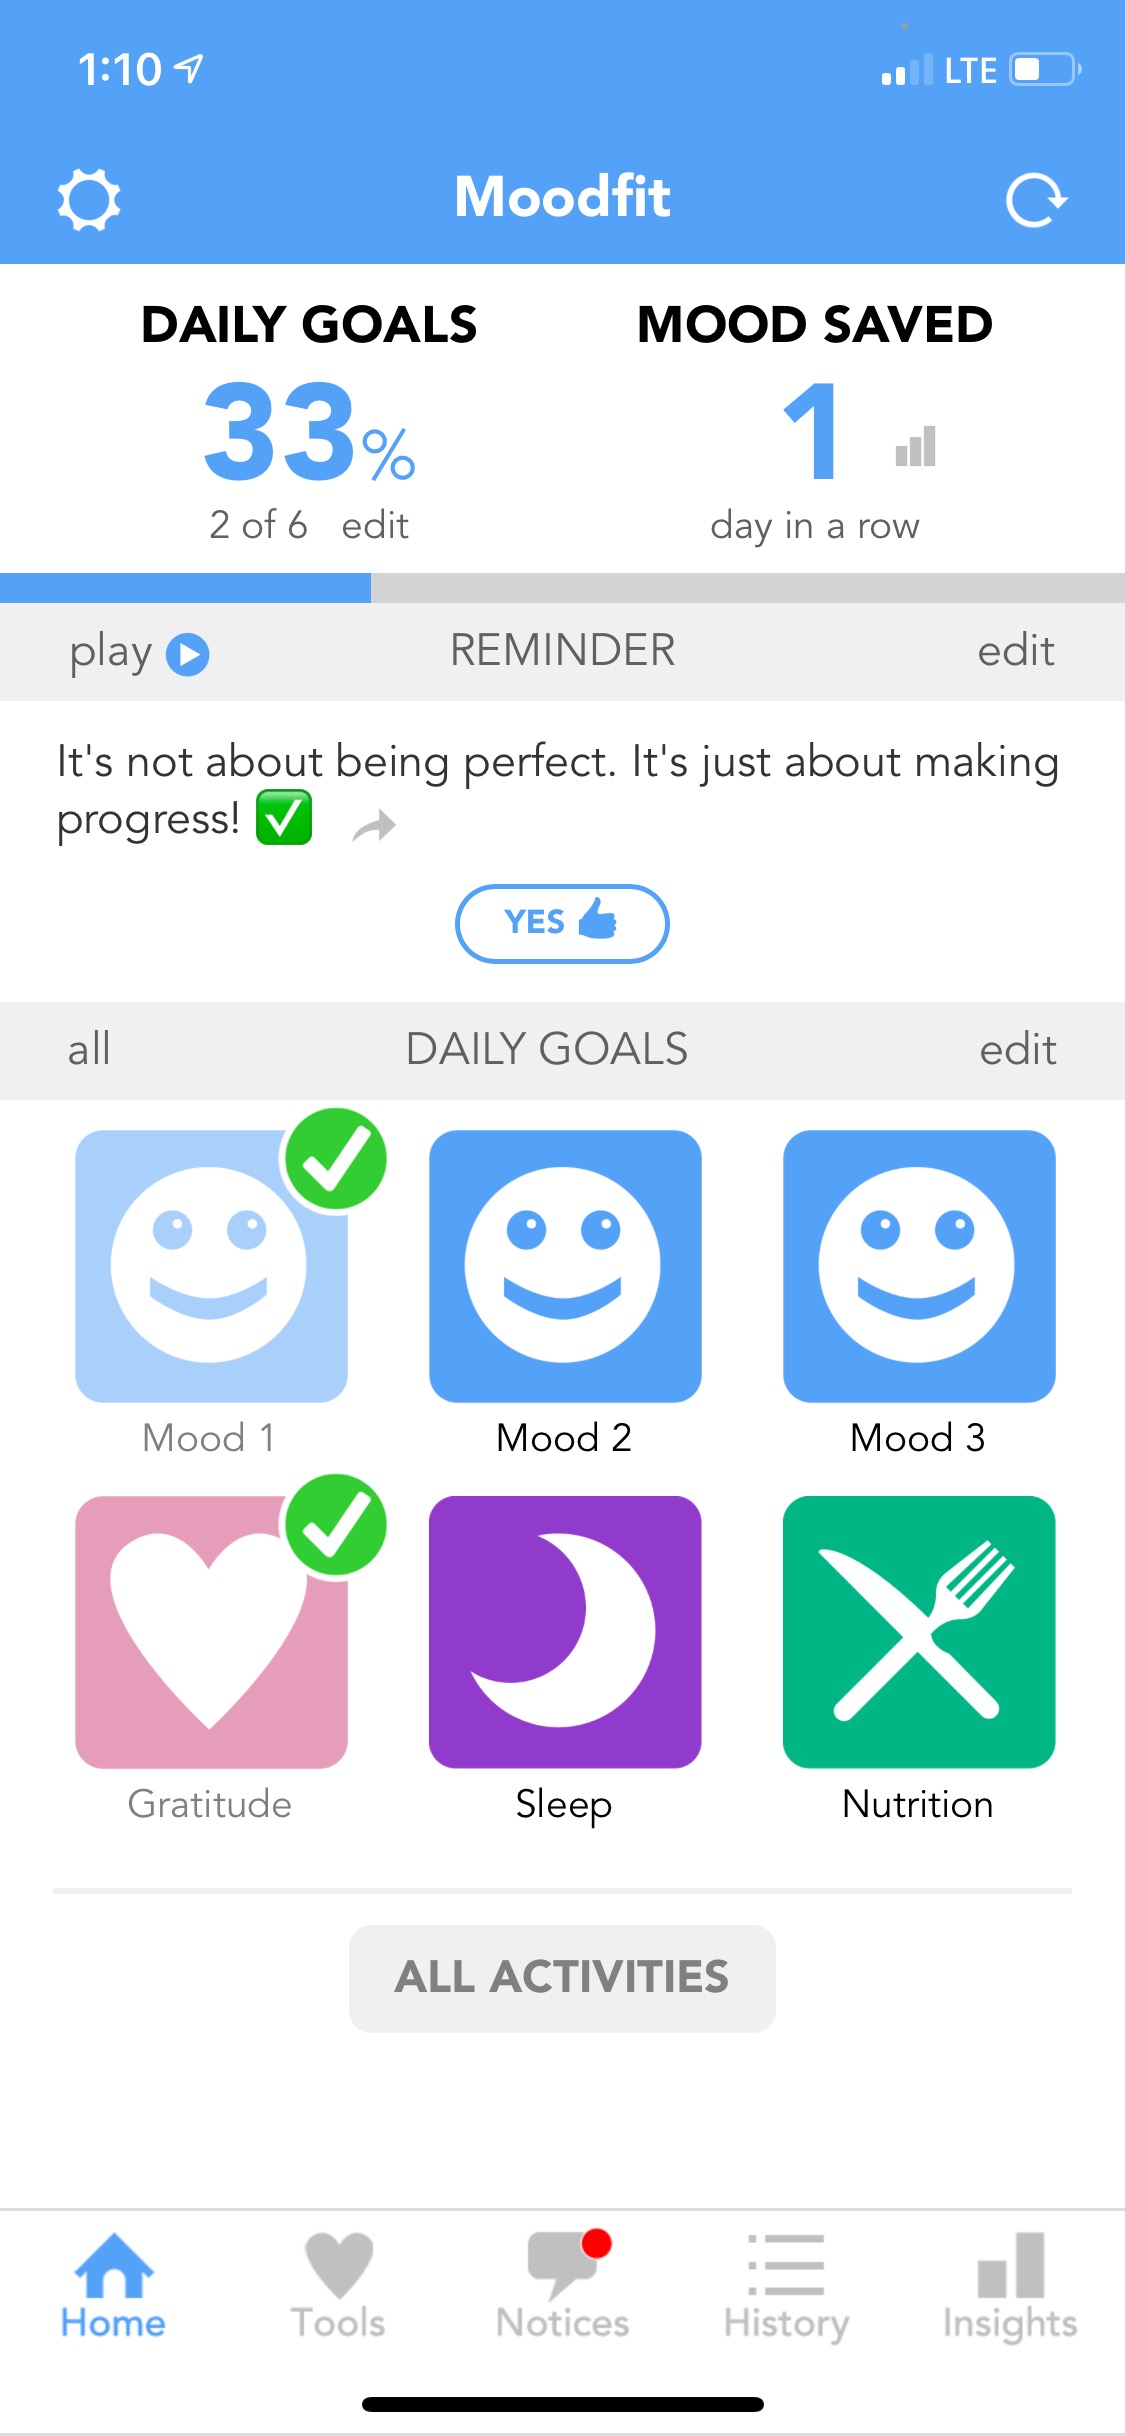 1:10 LTE
Moodfit
DAILY GOALS MOOD SAVED
33% 1
2 of 6 edit day in a row
play REMINDER edit
It's not about being perfect. It's just about making
progress! ✅
YES
all DAILY GOALS edit
Mood 1 Mood 2 Mood 3
Gratitude Sleep Nutrition
ALL ACTIVITIES
Home Tools Notices History Insights